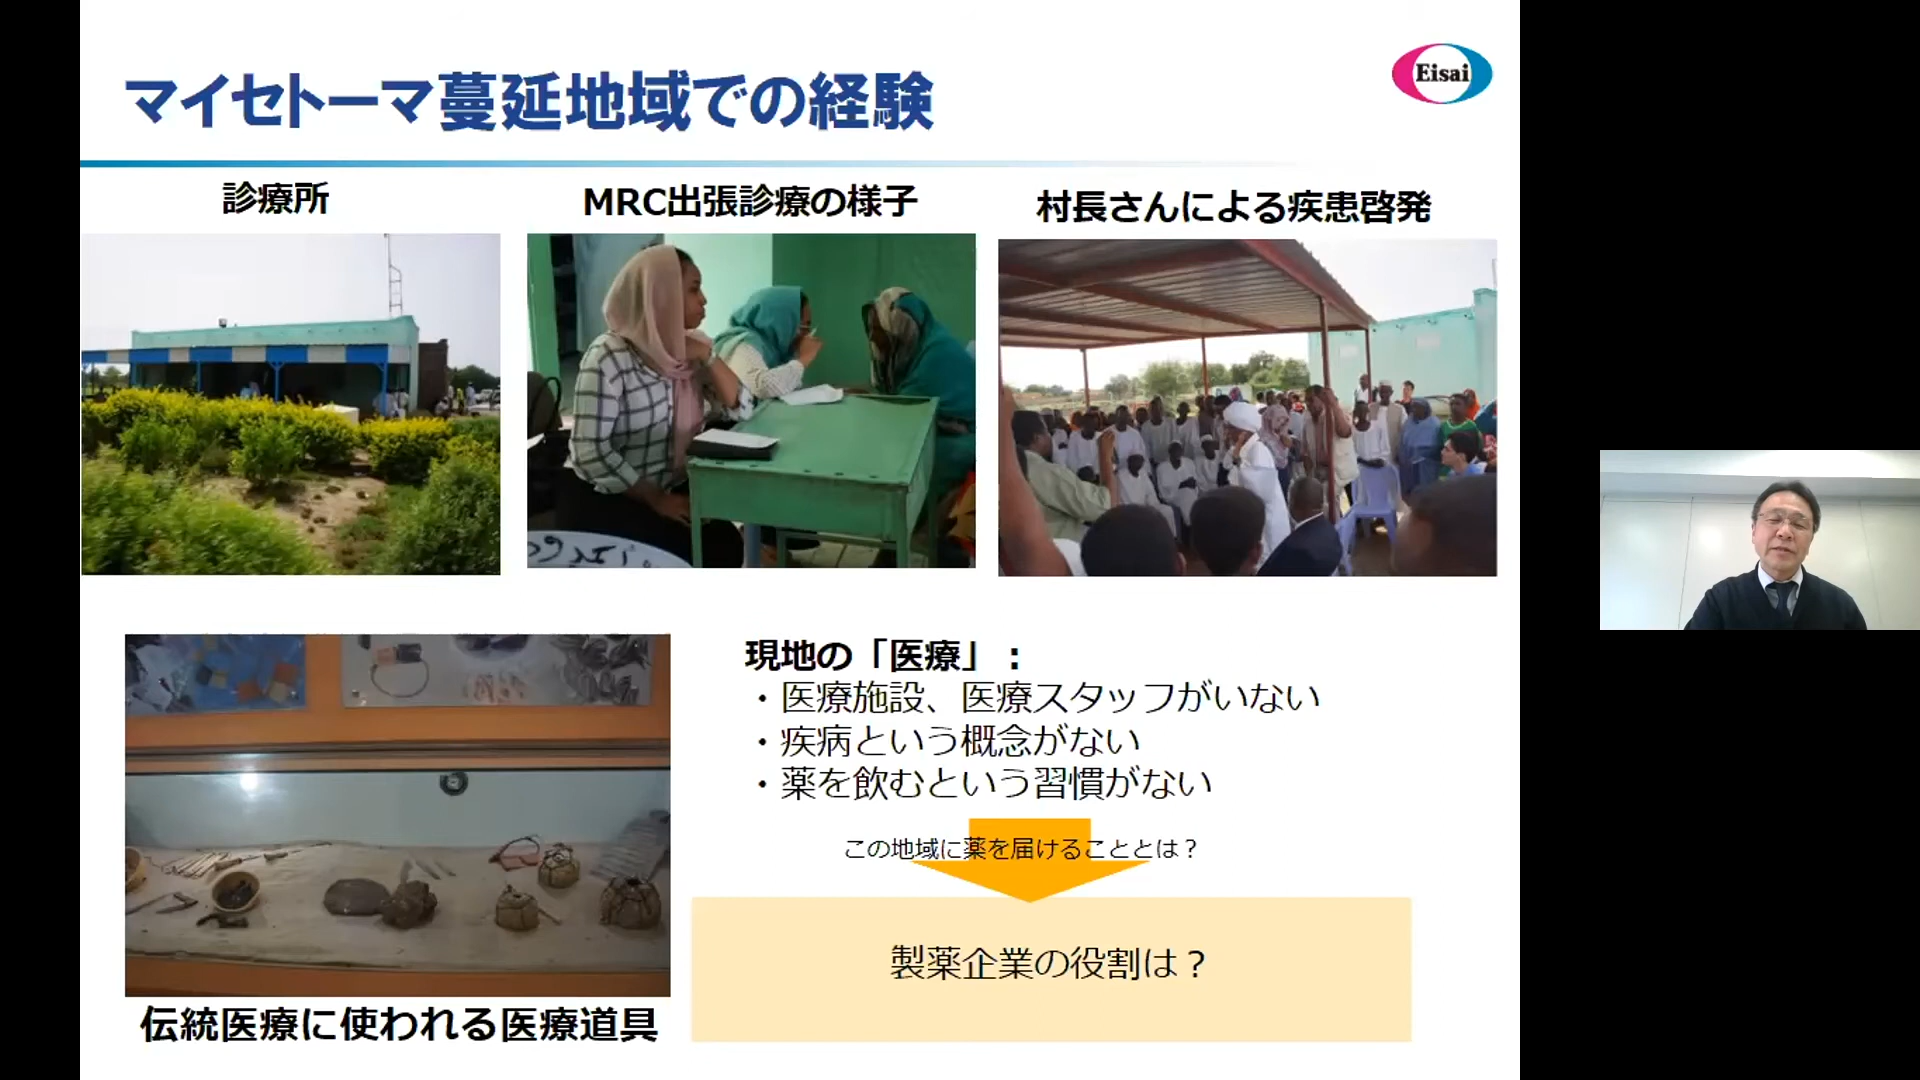 マイセトーマ蔓延地域での経験
Eisai
診療所
MRC出張診療の様子
村長さんによる疾患啓発
現地の「医療」：
・医療施設、医療スタッフがいない
・疾病という概念がない
・薬を飲むという習慣がない
この地域に薬を届けることとは？
製薬企業の役割は？
伝統医療に使われる医療道具